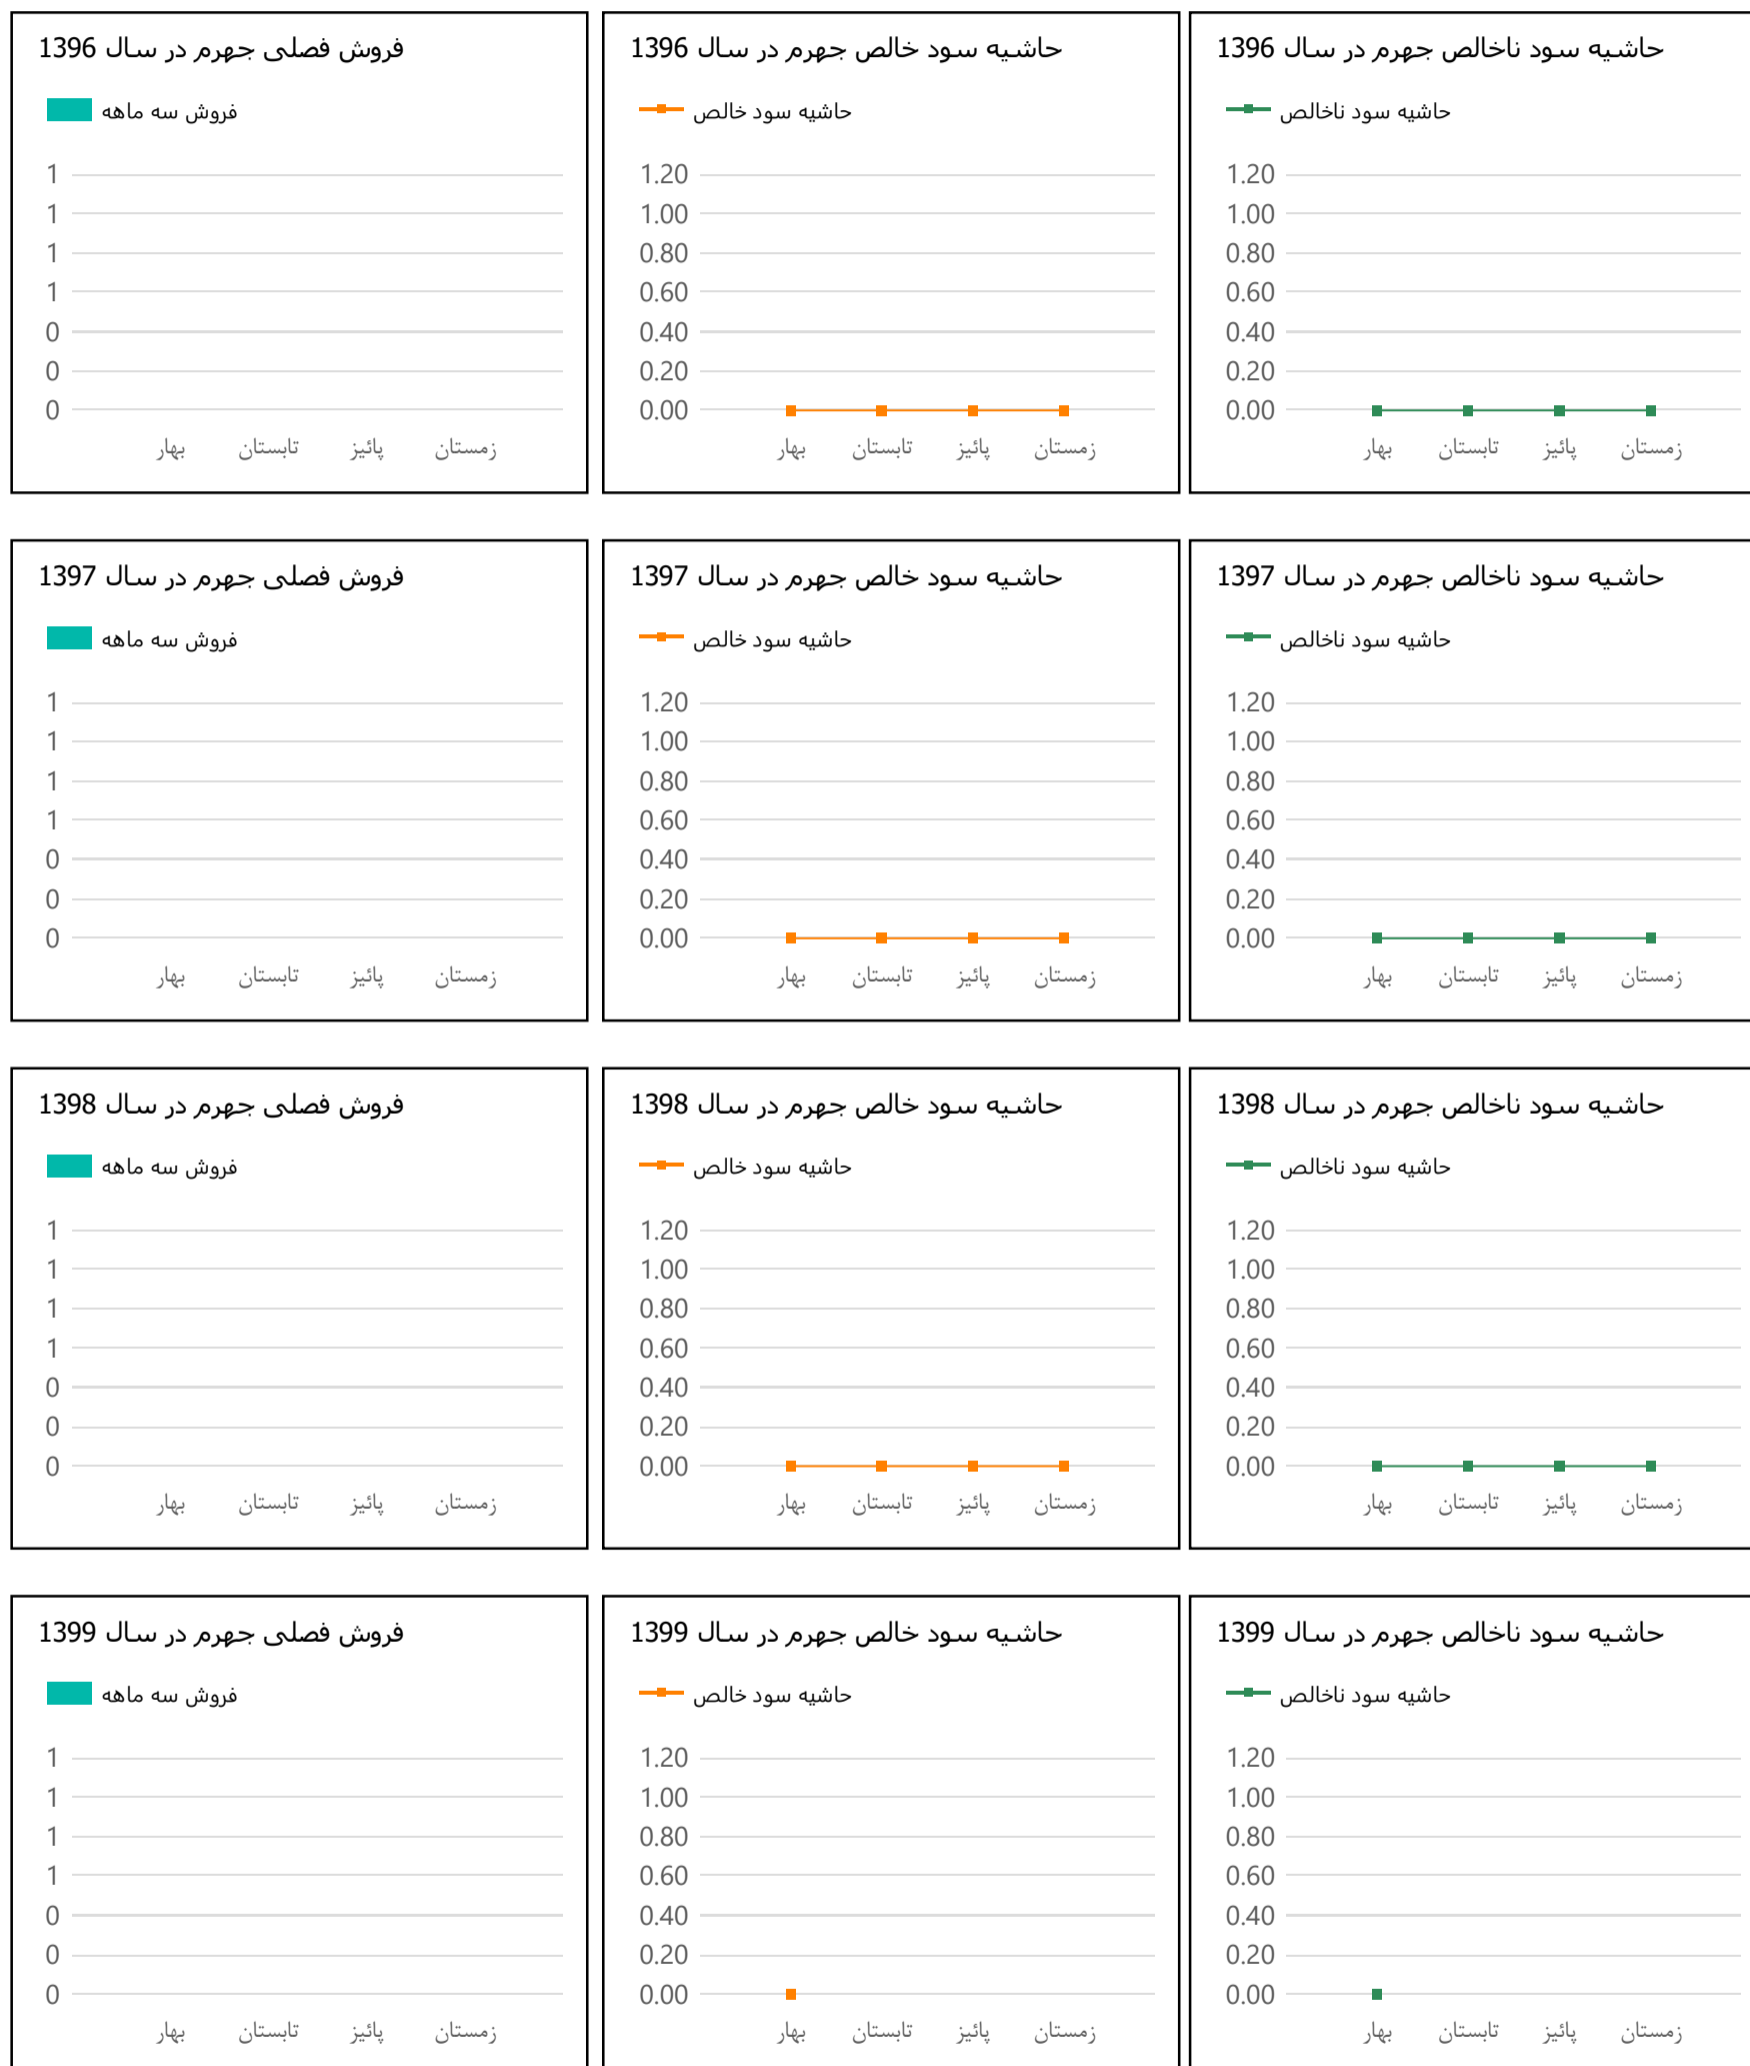 فروش فصلی جهرم در سال 1396
فروش سه ماهه
1
1
1
1
0
0
0
بهار تابستان پائیز زمستان
حاشیه سود خالص جهرم در سال 1396
حاشیه سود خالص
1.20
1.00
0.80
0.60
0.40
0.20
0.00
بهار تابستان پائیز زمستان
حاشیه سود ناخالص جهرم در سال 1396
حاشیه سود ناخالص
1.20
1.00
0.80
0.60
0.40
0.20
0.00
بهار تابستان پائیز زمستان
فروش فصلی جهرم در سال 1397
فروش سه ماهه
1
1
1
1
0
0
0
بهار تابستان پائیز زمستان
حاشیه سود خالص جهرم در سال 1397
حاشیه سود خالص
1.20
1.00
0.80
0.60
0.40
0.20
0.00
بهار تابستان پائیز زمستان
حاشیه سود ناخالص جهرم در سال 1397
حاشیه سود ناخالص
1.20
1.00
0.80
0.60
0.40
0.20
0.00
بهار تابستان پائیز زمستان
فروش فصلی جهرم در سال 1398
فروش سه ماهه
1
1
1
1
0
0
0
بهار تابستان پائیز زمستان
حاشیه سود خالص جهرم در سال 1398
حاشیه سود خالص
1.20
1.00
0.80
0.60
0.40
0.20
0.00
بهار تابستان پائیز زمستان
حاشیه سود ناخالص جهرم در سال 1398
حاشیه سود ناخالص
1.20
1.00
0.80
0.60
0.40
0.20
0.00
بهار تابستان پائیز زمستان
فروش فصلی جهرم در سال 1399
فروش سه ماهه
1
1
1
1
0
0
0
بهار تابستان پائیز زمستان
حاشیه سود خالص جهرم در سال 1399
حاشیه سود خالص
1.20
1.00
0.80
0.60
0.40
0.20
0.00
بهار تابستان پائیز زمستان
حاشیه سود ناخالص جهرم در سال 1399
حاشیه سود ناخالص
1.20
1.00
0.80
0.60
0.40
0.20
0.00
بهار تابستان پائیز زمستان